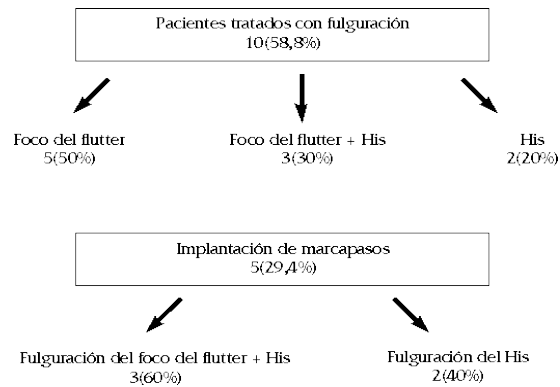 Pacientes tratados con fulguración
10(58,8%)
Foco del flutter
5(50%)
Foco del flutter + His
3(30%)
His
2(20%)
Implantación de marcapasos
5(29,4%)
Fulguración del foco del flutter + His
3(60%)
Fulguración del His
2(40%)